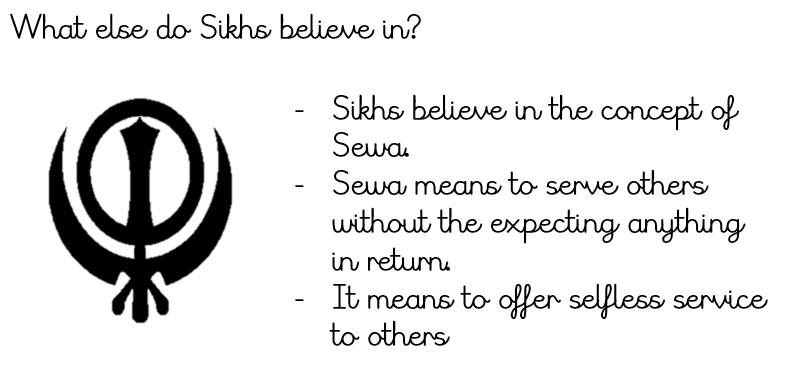 What else do Sikhs believe in?
- Sikhs believe in the concept of
Sewa.
- Sewa means to serve others
without the expecting anything
in return.
- It means to offer selfless service
to others